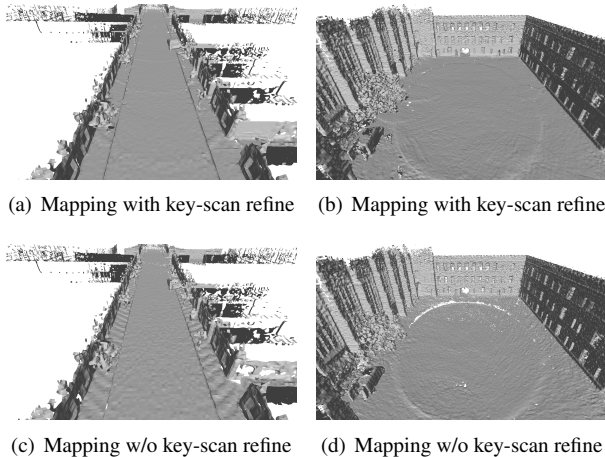 (a) Mapping with key-scan refine
(b) Mapping with key-scan refine
(c) Mapping w/o key-scan refine
(d) Mapping w/o key-scan refine